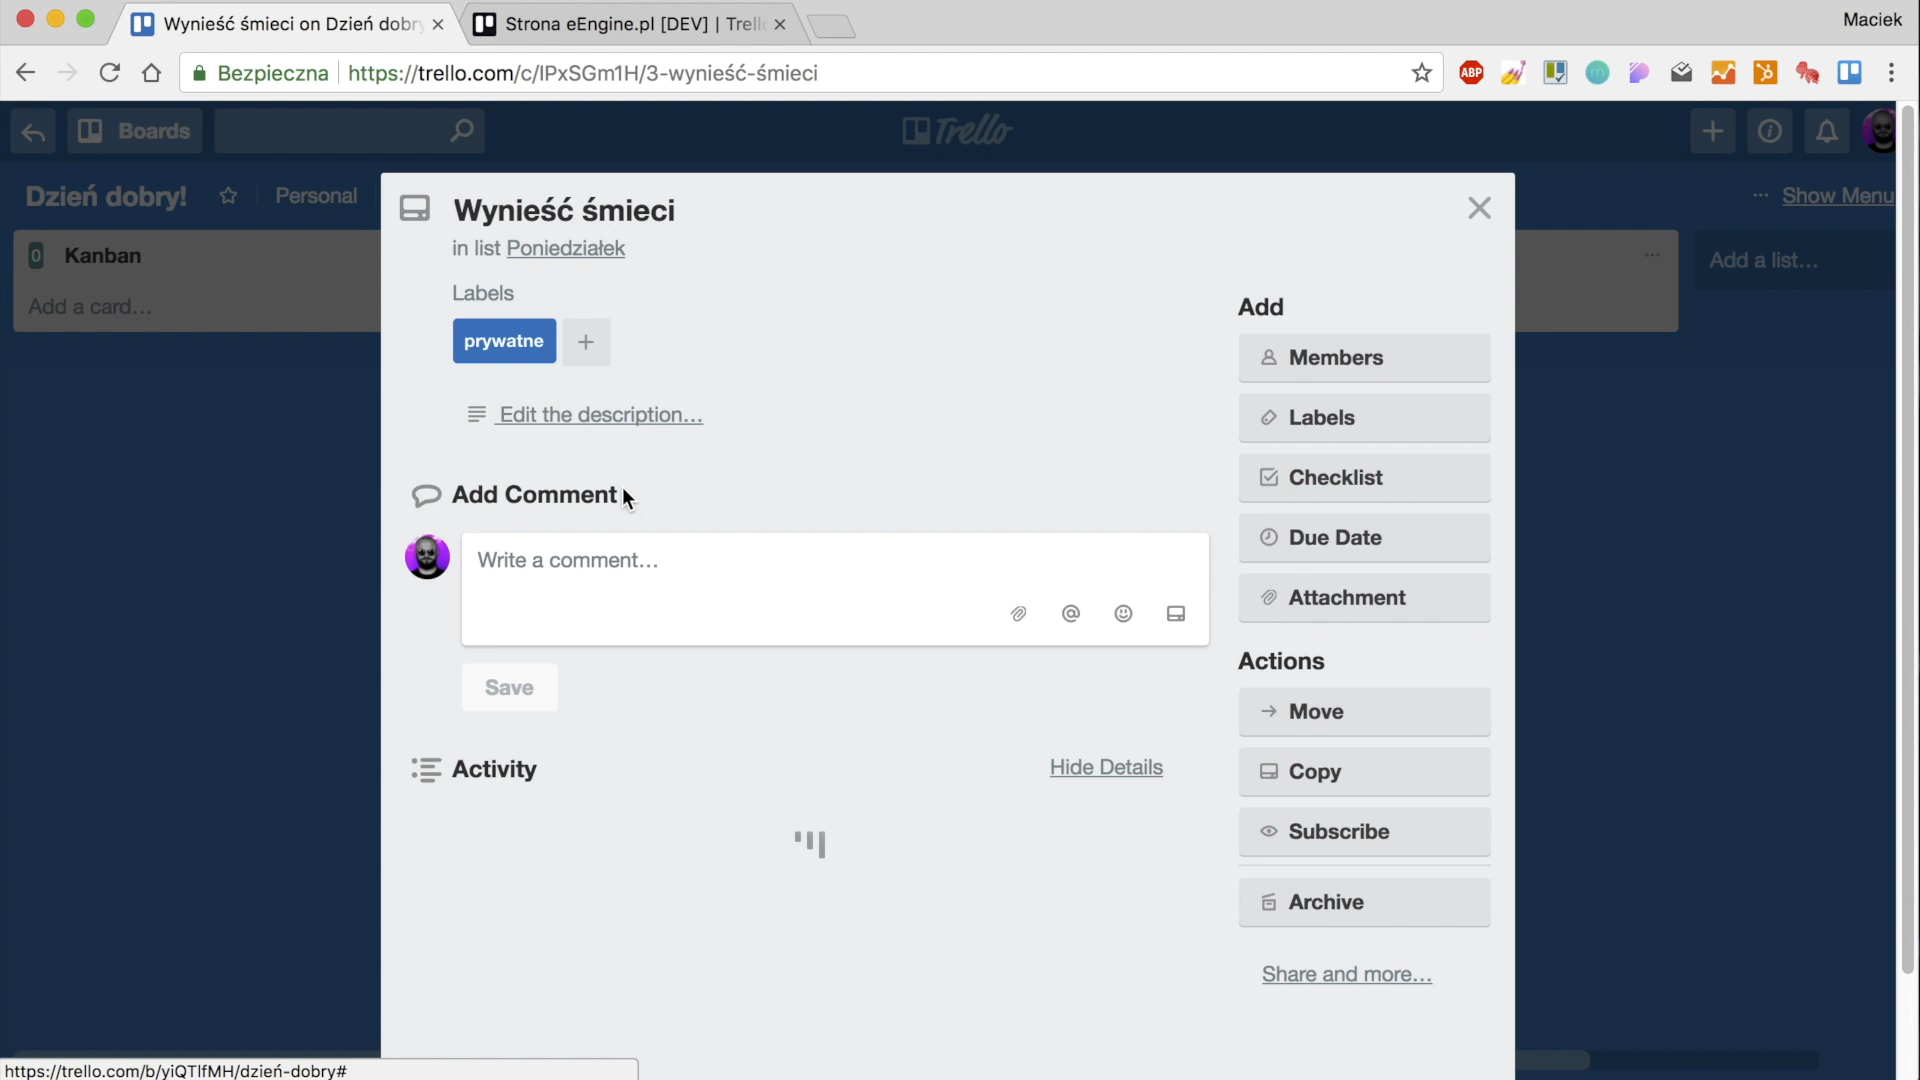 Maciek
Wynieść śmieci on Dzień dobry
Strona eEngine.pl [DEV] | Trell
Bezpieczna
https://trello.com/c/IPxSGm1H/3-wynieść-śmieci
ABP
m
Boards
Trello
Dzień dobry!
Personal
Show Menu
0 Kanban
Add a card...
Add a list...
Wynieść śmieci
in list Poniedziałek
Labels
prywatne +
Edit the description...
Add Comment
Write a comment...
Save
Activity
Hide Details
Add
Members
Labels
Checklist
Due Date
Attachment
Actions
Move
Copy
Subscribe
Archive
Share and more...
https://trello.com/b/yiQTlfMH/dzień-dobry#